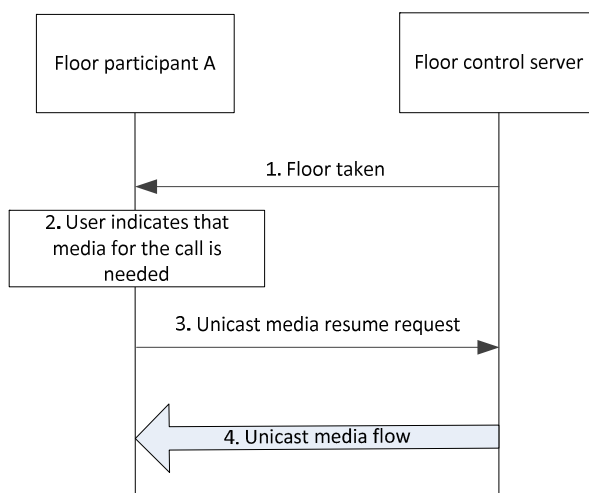 Floor participant A
Floor control server
1. Floor taken
2. User indicates that
media for the call is
needed
3. Unicast media resume request
4. Unicast media flow